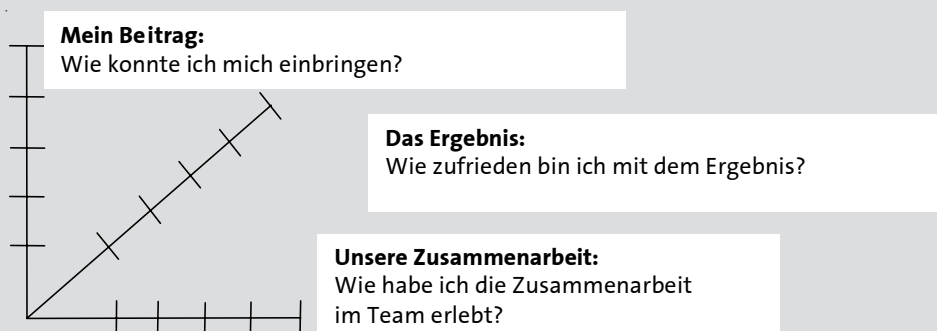 Mein Beitrag:
Wie konnte ich mich einbringen?
Das Ergebnis:
Wie zufrieden bin ich mit dem Ergebnis?
Unsere Zusammenarbeit:
Wie habe ich die Zusammenarbeit
im Team erlebt?